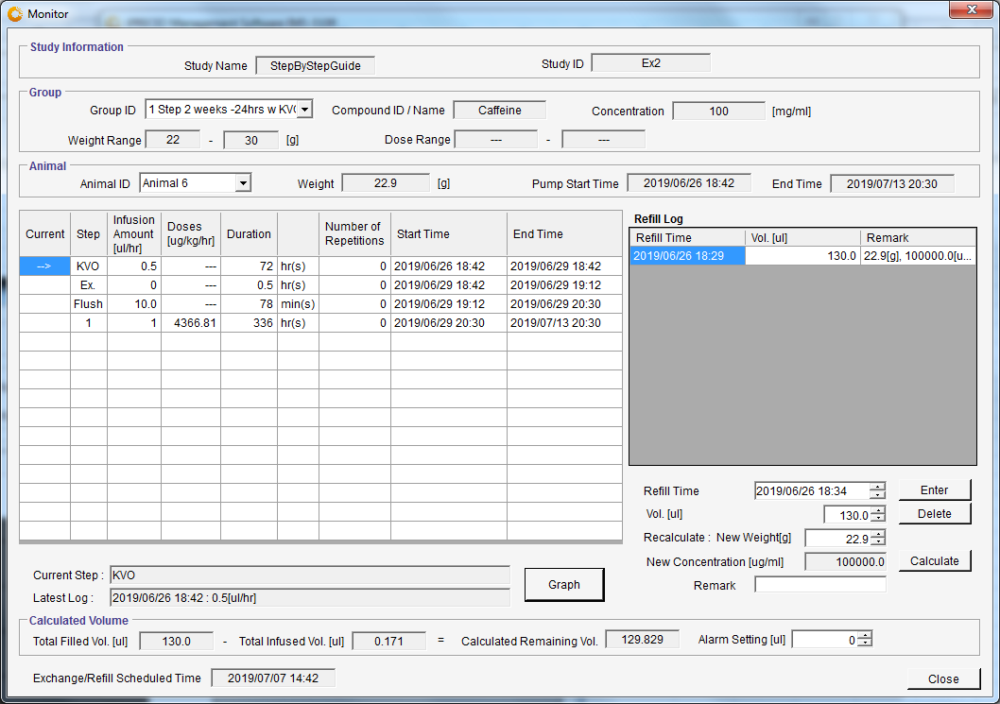 Monitor
Study Information
Study Name StepByStepGuide Study ID Ex2
Group
Group ID 1 Step 2 weeks -24hrs w KV Compound ID / Name Caffeine Concentration 100 [mg/ml]
Weight Range 22 - 30 [g] Dose Range --- - ---
Animal
Animal ID Animal 6 Weight 22.9 [g] Pump Start Time 2019/06/26 18:42 End Time 2019/07/13 20:30
Current Step Infusion Amount [ul/hr] Doses [ug/kg/hr] Duration Number of Repetitions Start Time End Time
--> KVO 0.5 --- 72 hr(s) 0 2019/06/26 18:42 2019/06/29 18:42
Ex. 0 --- 0.5 hr(s) 0 2019/06/29 18:42 2019/06/29 19:12
Flush 10.0 --- 78 min(s) 0 2019/06/29 19:12 2019/06/29 20:30
1 1 4366.81 336 hr(s) 0 2019/06/29 20:30 2019/07/13 20:30
Refill Log
Refill Time Vol. [ul] Remark
2019/06/26 18:29 130.0 22.9[g], 100000.0[u...
Refill Time 2019/06/26 18:34 Enter
Vol. [ul] 130.0 Delete
Recalculate : New Weight[g] 22.9
New Concentration [ug/ml] 100000.0 Calculate
Remark
Current Step : KVO
Latest Log : 2019/06/26 18:42 : 0.5[ul/hr]
Graph
Calculated Volume
Total Filled Vol. [ul] 130.0 - Total Infused Vol. [ul] 0.171 = Calculated Remaining Vol. 129.829 Alarm Setting [ul] 0
Exchange/Refill Scheduled Time 2019/07/07 14:42
Close